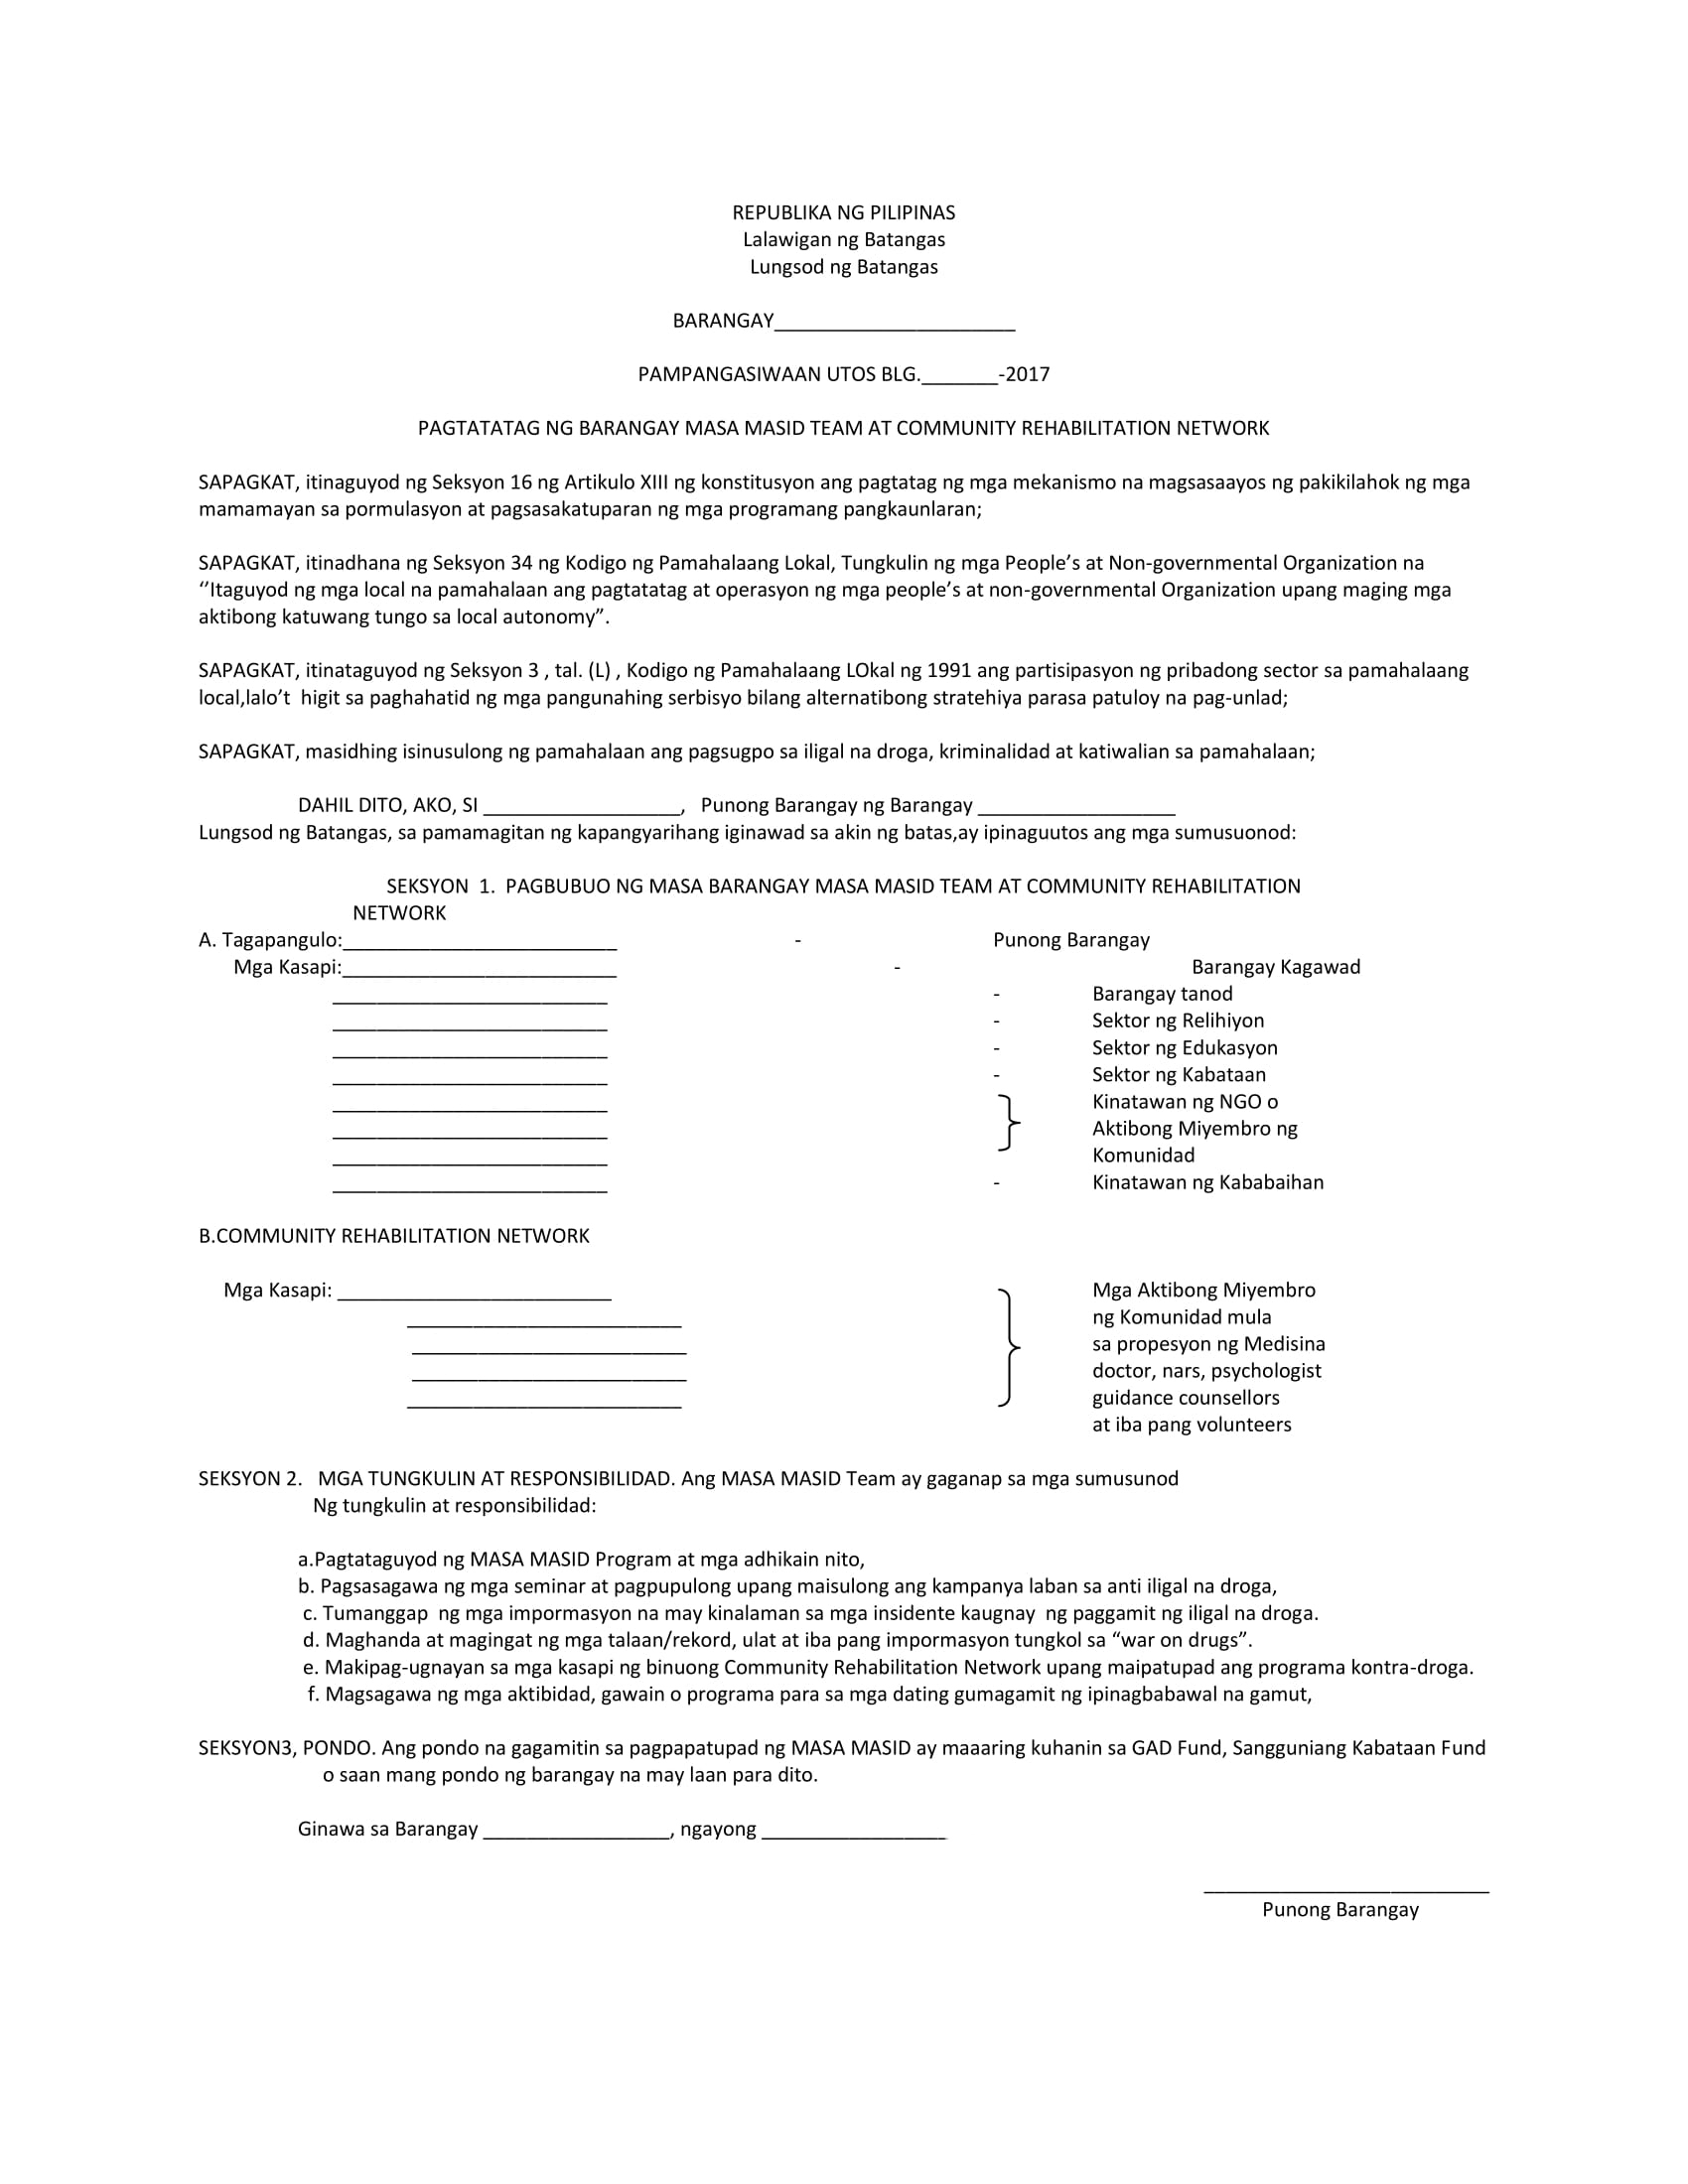 REPUBLIKA NG PILIPINAS
Lalawigan ng Batangas
Lungsod ng Batangas
BARANGAY______________________
PAMPANGASIWAAN UTOS BLG._______-2017
PAGTATATAG NG BARANGAY MASA MASID TEAM AT COMMUNITY REHABILITATION NETWORK
SAPAGKAT, itinaguyod ng Seksyon 16 ng Artikulo XIII ng konstitusyon ang pagtatag ng mga mekanismo na magsasaayos ng pakikilahok ng mga
mamamayan sa pormulasyon at pagsasakatuparan ng mga programang pangkaunlaran;
SAPAGKAT, itinadhana ng Seksyon 34 ng Kodigo ng Pamahalaang Lokal, Tungkulin ng mga People’s at Non-governmental Organization na
‘’Itaguyod ng mga local na pamahalaan ang pagtatatag at operasyon ng mga people’s at non-governmental Organization upang maging mga
aktibong katuwang tungo sa local autonomy”.
SAPAGKAT, itinataguyod ng Seksyon 3 , tal. (L) , Kodigo ng Pamahalaang LOkal ng 1991 ang partisipasyon ng pribadong sector sa pamahalaang
local,lalo’t  higit sa paghahatid ng mga pangunahing serbisyo bilang alternatibong stratehiya parasa patuloy na pag-unlad;
SAPAGKAT, masidhing isinusulong ng pamahalaan ang pagsugpo sa iligal na droga, kriminalidad at katiwalian sa pamahalaan;
DAHIL DITO, AKO, SI __________________,   Punong Barangay ng Barangay __________________
Lungsod ng Batangas, sa pamamagitan ng kapangyarihang iginawad sa akin ng batas,ay ipinaguutos ang mga sumusuonod:
SEKSYON  1.  PAGBUBUO NG MASA BARANGAY MASA MASID TEAM AT COMMUNITY REHABILITATION
NETWORK
A. Tagapangulo:_________________________ - Punong Barangay
Mga Kasapi:_________________________ - Barangay Kagawad
_________________________ - Barangay tanod
_________________________ - Sektor ng Relihiyon
_________________________ - Sektor ng Edukasyon
_________________________ - Sektor ng Kabataan
_________________________ Kinatawan ng NGO o
_________________________ Aktibong Miyembro ng
_________________________ Komunidad
_________________________ - Kinatawan ng Kababaihan
B.COMMUNITY REHABILITATION NETWORK
Mga Kasapi: _________________________ Mga Aktibong Miyembro
_________________________ ng Komunidad mula
_________________________ sa propesyon ng Medisina
_________________________ doctor, nars, psychologist
_________________________ guidance counsellors
at iba pang volunteers
SEKSYON 2.   MGA TUNGKULIN AT RESPONSIBILIDAD. Ang MASA MASID Team ay gaganap sa mga sumusunod
Ng tungkulin at responsibilidad:
a.Pagtataguyod ng MASA MASID Program at mga adhikain nito,
b. Pagsasagawa ng mga seminar at pagpupulong upang maisulong ang kampanya laban sa anti iligal na droga,
c. Tumanggap  ng mga impormasyon na may kinalaman sa mga insidente kaugnay  ng paggamit ng iligal na droga.
d. Maghanda at magingat ng mga talaan/rekord, ulat at iba pang impormasyon tungkol sa “war on drugs”.
e. Makipag-ugnayan sa mga kasapi ng binuong Community Rehabilitation Network upang maipatupad ang programa kontra-droga.
f. Magsagawa ng mga aktibidad, gawain o programa para sa mga dating gumagamit ng ipinagbabawal na gamut,
SEKSYON3, PONDO. Ang pondo na gagamitin sa pagpapatupad ng MASA MASID ay maaaring kuhanin sa GAD Fund, Sangguniang Kabataan Fund
o saan mang pondo ng barangay na may laan para dito.
Ginawa sa Barangay _________________, ngayong _________________
__________________________
Punong Barangay